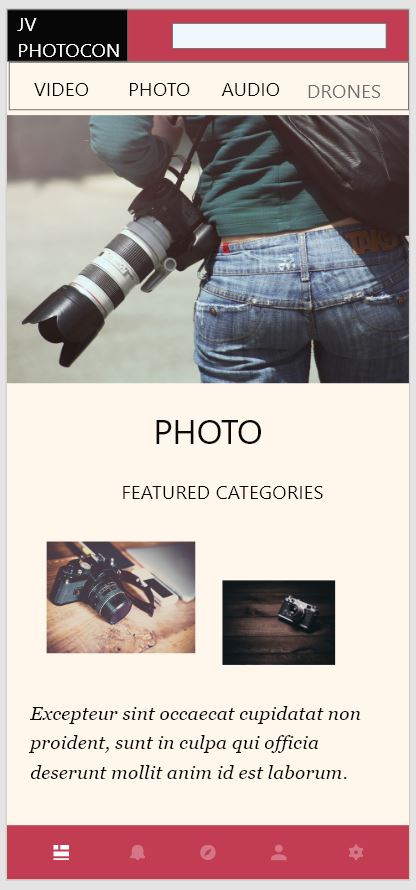 JV
PHOTOCON
VIDEO PHOTO AUDIO DRONES
PHOTO
FEATURED CATEGORIES
Excepteur sint occaecat cupidatat non
proident, sunt in culpa qui officia
deserunt mollit anim id est laborum.